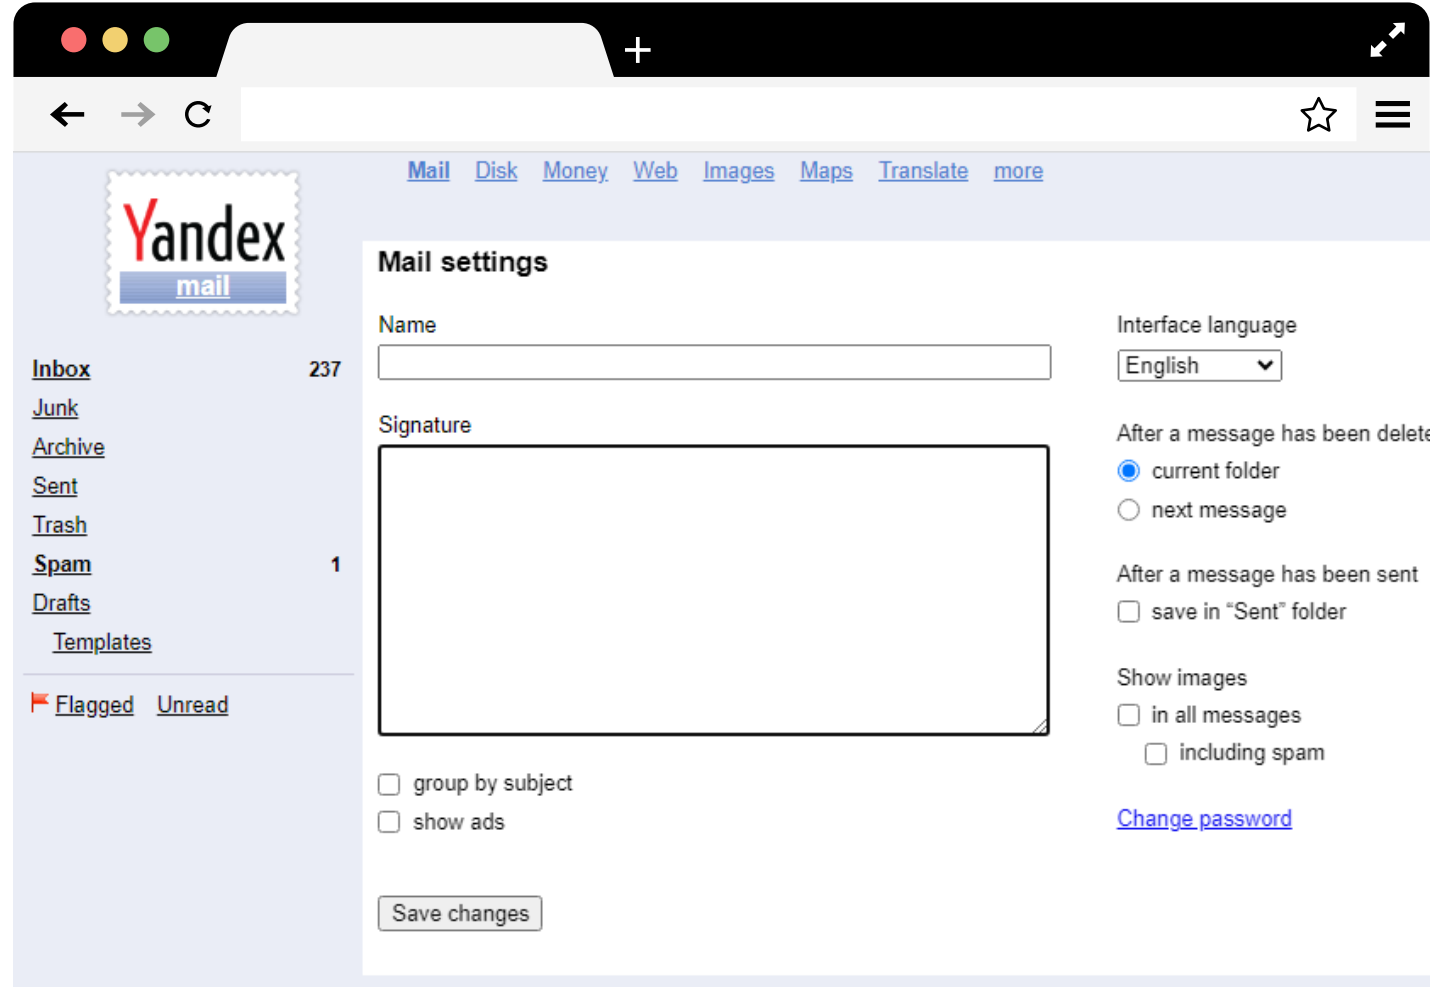 Mail Disk Money Web Images Maps Translate more
Yandex
mail
Inbox 237
Junk
Archive
Sent
Trash
Spam 1
Drafts
Templates
Flagged Unread
Mail settings
Name
Signature
group by subject
show ads
Save changes
Interface language
English
After a message has been delete
current folder
next message
After a message has been sent
save in “Sent” folder
Show images
in all messages
including spam
Change password